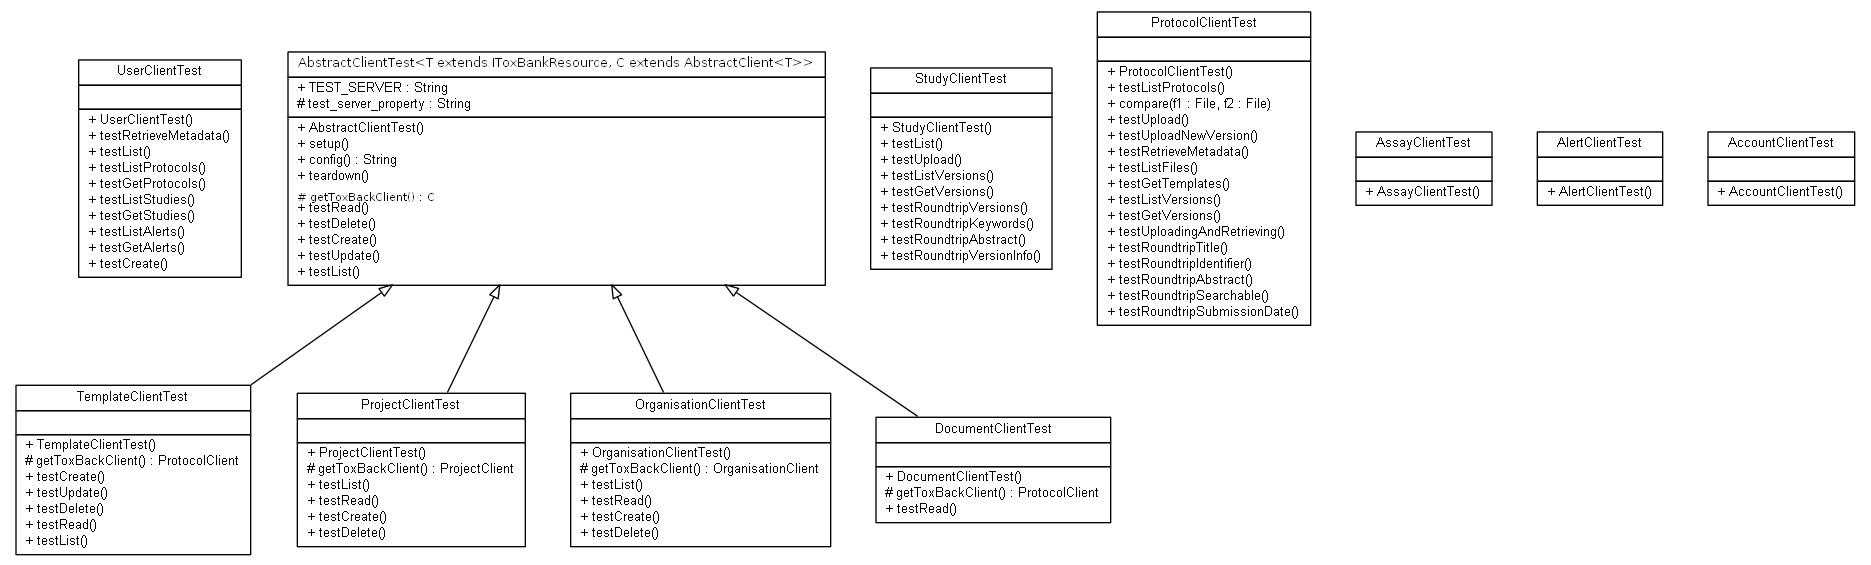 UserClientTest
+ UserClientTest()
+ testRetrieveMetadata()
+ testList()
+ testListProtocols()
+ testGetProtocols()
+ testListStudies()
+ testGetStudies()
+ testListAlerts()
+ testGetAlerts()
+ testCreate()
AbstractClientTest<T extends IToxBankResource, C extends AbstractClient<T>>
+ TEST_SERVER : String
# test_server_property : String
+ AbstractClientTest()
+ setup()
+ config() : String
+ teardown()
# getToxBackClient() : C
+ testRead()
+ testDelete()
+ testCreate()
+ testUpdate()
+ testList()
StudyClientTest
+ StudyClientTest()
+ testList()
+ testUpload()
+ testListVersions()
+ testGetVersions()
+ testRoundtripVersions()
+ testRoundtripKeywords()
+ testRoundtripAbstract()
+ testRoundtripVersionInfo()
ProtocolClientTest
+ ProtocolClientTest()
+ testListProtocols()
+ compare(f1 : File, f2 : File)
+ testUpload()
+ testUploadNewVersion()
+ testRetrieveMetadata()
+ testListFiles()
+ testGetTemplates()
+ testListVersions()
+ testGetVersions()
+ testUploadingAndRetrieving()
+ testRoundtripTitle()
+ testRoundtripIdentifier()
+ testRoundtripAbstract()
+ testRoundtripSearchable()
+ testRoundtripSubmissionDate()
AssayClientTest
+ AssayClientTest()
AlertClientTest
+ AlertClientTest()
AccountClientTest
+ AccountClientTest()
TemplateClientTest
+ TemplateClientTest()
# getToxBackClient() : ProtocolClient
+ testCreate()
+ testUpdate()
+ testDelete()
+ testRead()
+ testList()
ProjectClientTest
+ ProjectClientTest()
# getToxBackClient() : ProjectClient
+ testList()
+ testRead()
+ testCreate()
+ testDelete()
OrganisationClientTest
+ OrganisationClientTest()
# getToxBackClient() : OrganisationClient
+ testList()
+ testRead()
+ testCreate()
+ testDelete()
DocumentClientTest
+ DocumentClientTest()
# getToxBackClient() : ProtocolClient
+ testRead()